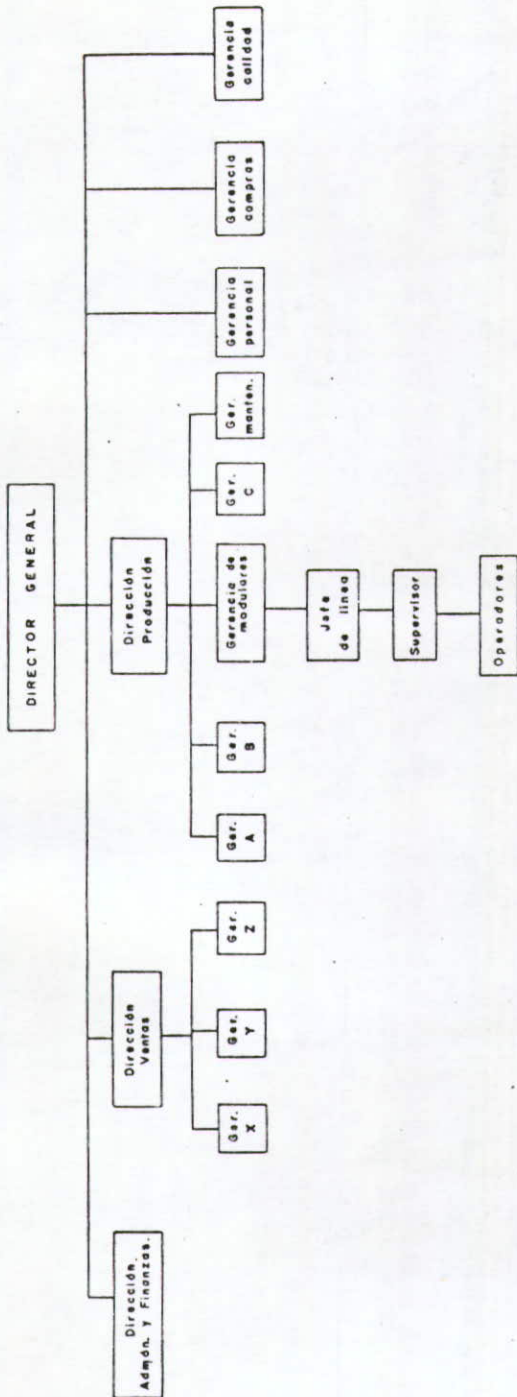 DIRECTOR GENERAL
Dirección.
Admón. y Finanzas.
Dirección
Ventas
Dirección
Producción
Ger.
X
Ger.
Y
Ger.
Z
Ger.
A
Ger.
B
Gerencia de
modulares
Ger.
C
Ger.
manten.
Gerencia
personal
Gerencia
compras
Gerencia
calidad
Jefe
de línea
Supervisor
Operadores